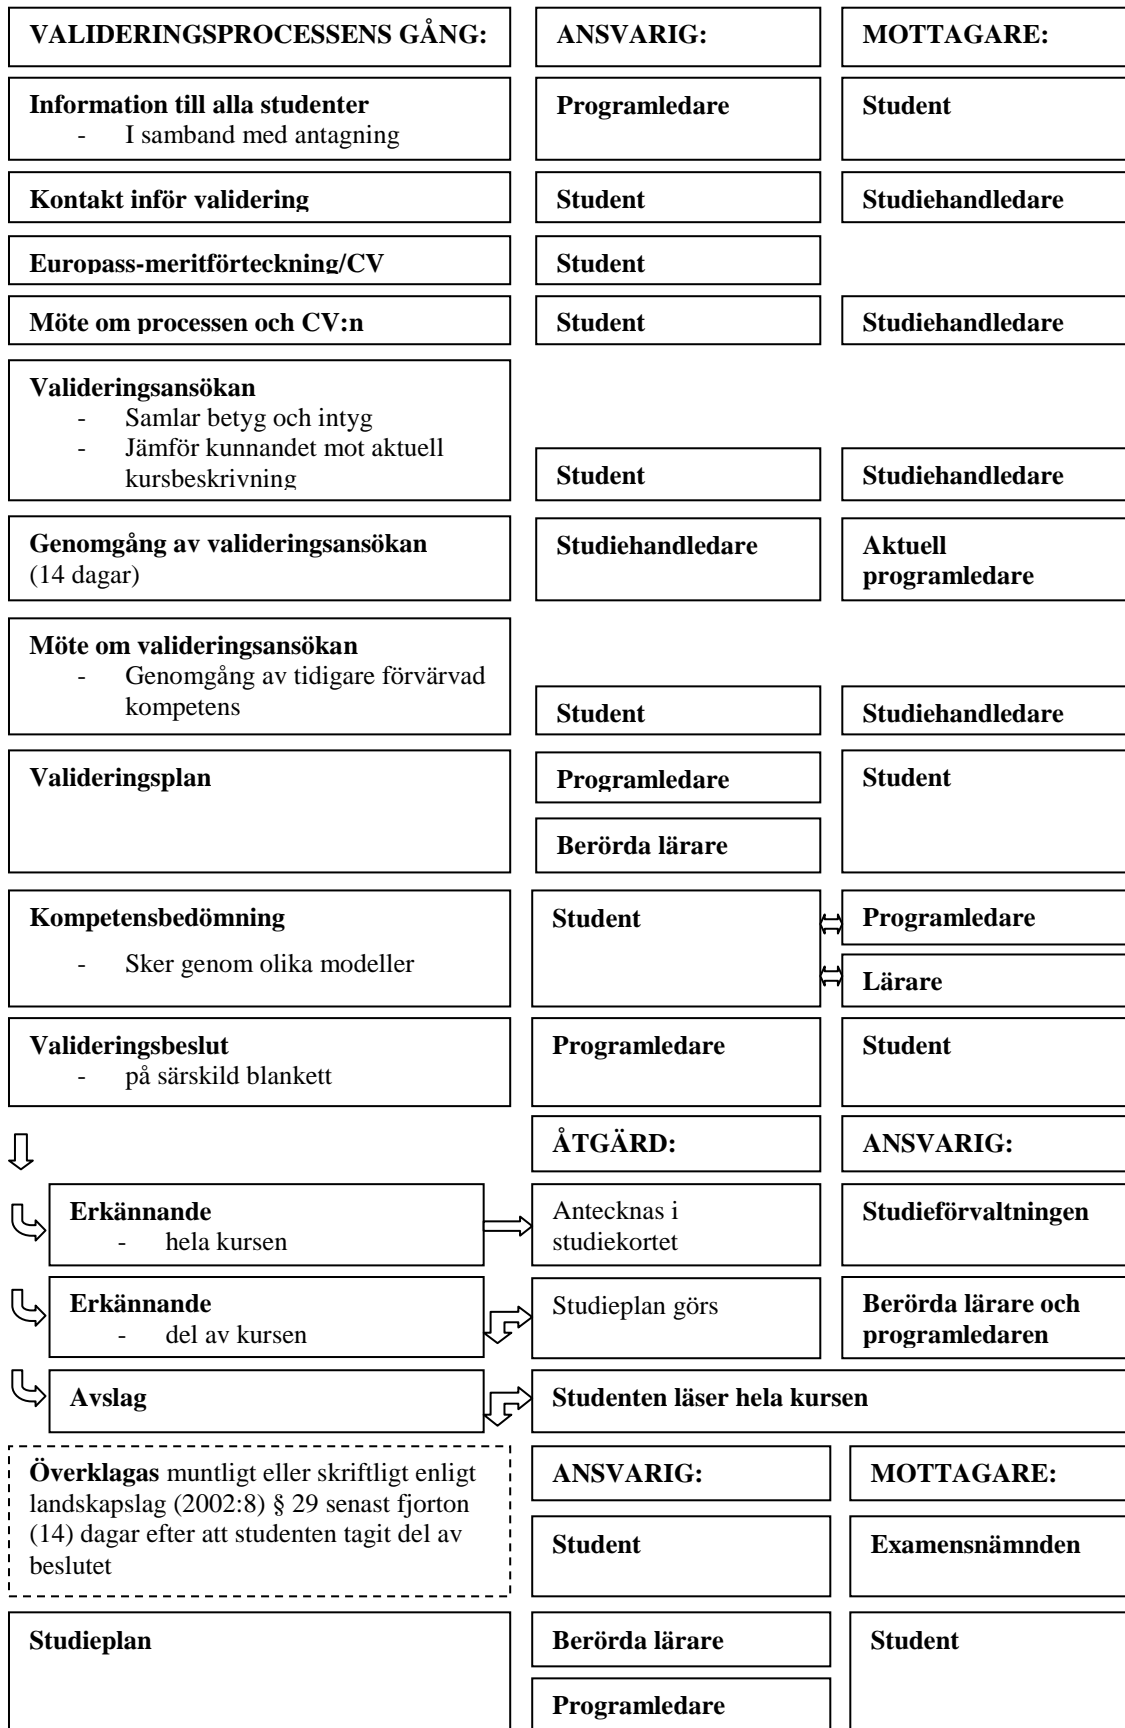 VALIDERINGSPROCESSENS GÅNG:
ANSVARIG:
MOTTAGARE:
Information till alla studenter
- I samband med antagning
Programledare
Student
Kontakt inför validering
Student
Studiehandledare
Europass-meritförteckning/CV
Student
Möte om processen och CV:n
Student
Studiehandledare
Valideringsansökan
- Samlar betyg och intyg
- Jämför kunnandet mot aktuell
kursbeskrivning
Student
Studiehandledare
Genomgång av valideringsansökan
(14 dagar)
Studiehandledare
Aktuell
programledare
Möte om valideringsansökan
- Genomgång av tidigare förvärvad
kompetens
Student
Studiehandledare
Valideringsplan
Programledare
Berörda lärare
Student
Kompetensbedömning
- Sker genom olika modeller
Student
Programledare
Lärare
Valideringsbeslut
- på särskild blankett
Programledare
Student
ÅTGÄRD:
ANSVARIG:
Erkännande
- hela kursen
Antecknas i
studiekortet
Studieförvaltningen
Erkännande
- del av kursen
Studieplan görs
Berörda lärare och
programledaren
Avslag
Studenten läser hela kursen
Överklagas muntligt eller skriftligt enligt
landskapslag (2002:8) § 29 senast fjorton
(14) dagar efter att studenten tagit del av
beslutet
ANSVARIG:
MOTTAGARE:
Student
Examensnämnden
Studieplan
Berörda lärare
Programledare
Student